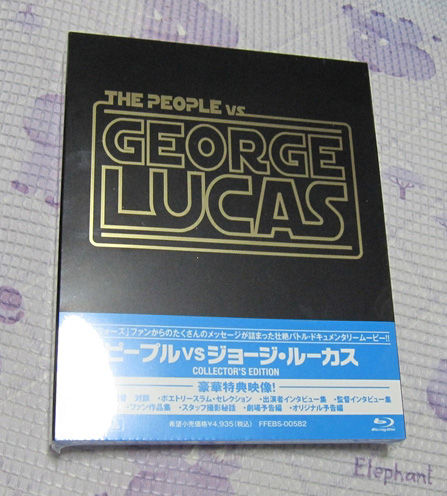 THE PEOPLE VS
GEORGE
LUCAS
ーズ」ファンからのたくさんのメッセージが詰まった壮絶バトル・ドキュメンタリームービー!!
ピープルVSジョージ・ルーカス
COLLECTOR'S EDITION
豪華特典映像!
対談 ・ポエトリースラム・セレクション ・出演者インタビュー集 ・監督インタビュー集
・ファン作品集 ・スタッフ撮影秘話 ・劇場予告編 ・オリジナル予告編
希望小売価格¥4,935(税込) FFEBS-00582
Blu-ray Disc
Elephant